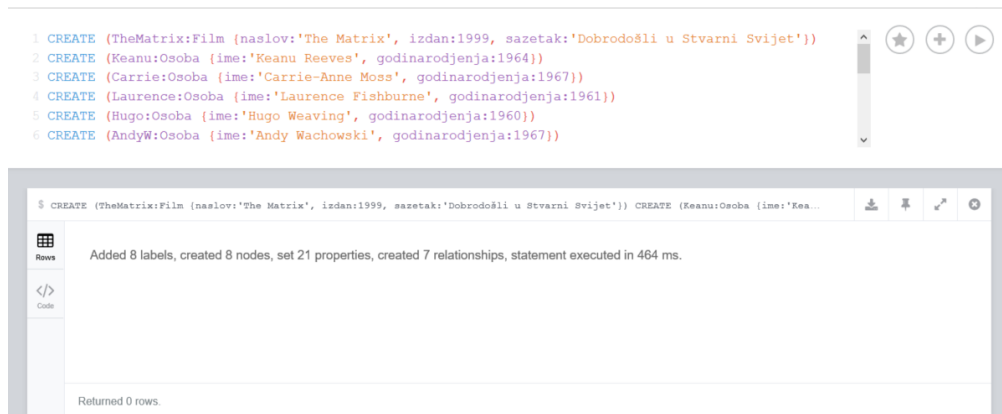 1 CREATE (TheMatrix:Film {naslov:'The Matrix', izdan:1999, sazetak:'Dobrodošli u Stvarni Svijet'})
2 CREATE (Keanu:Osoba {ime:'Keanu Reeves', godinarodjenja:1964})
3 CREATE (Carrie:Osoba {ime:'Carrie-Anne Moss', godinarodjenja:1967})
4 CREATE (Laurence:Osoba {ime:'Laurence Fishburne', godinarodjenja:1961})
5 CREATE (Hugo:Osoba {ime:'Hugo Weaving', godinarodjenja:1960})
6 CREATE (AndyW:Osoba {ime:'Andy Wachowski', godinarodjenja:1967})
$ CREATE (TheMatrix:Film {naslov:'The Matrix', izdan:1999, sazetak:'Dobrodošli u Stvarni Svijet'}) CREATE (Keanu:Osoba {ime:'Kea...
Rows
Added 8 labels, created 8 nodes, set 21 properties, created 7 relationships, statement executed in 464 ms.
</>
Code
Returned 0 rows.